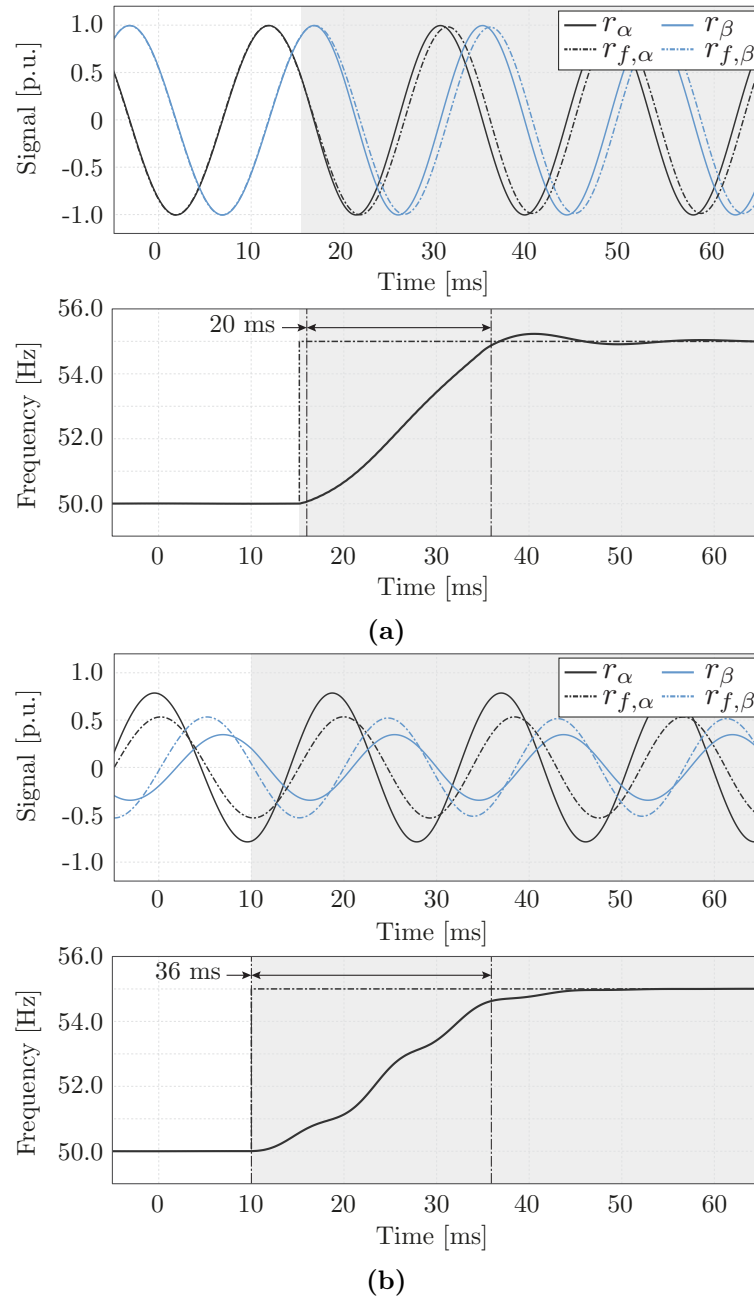 1.0
0.5
0
-0.5
-1.0
Signal [p.u.]
r_α r_β
r_{f,α} r_{f,β}
0 10 20 30 40 50 60
Time [ms]
56.0
54.0
52.0
50.0
Frequency [Hz]
20 ms
0 10 20 30 40 50 60
Time [ms]
(a)
1.0
0.5
0
-0.5
-1.0
Signal [p.u.]
r_α r_β
r_{f,α} r_{f,β}
0 10 20 30 40 50 60
Time [ms]
56.0
54.0
52.0
50.0
Frequency [Hz]
36 ms
0 10 20 30 40 50 60
Time [ms]
(b)